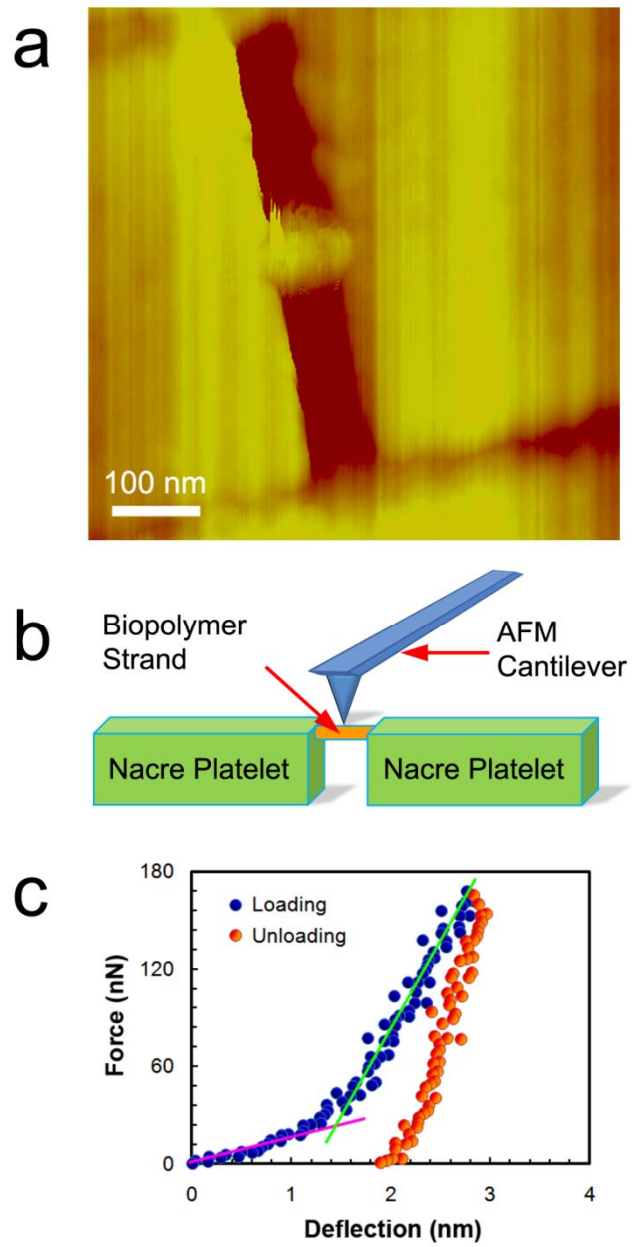 a
100 nm
b
Biopolymer
Strand
AFM
Cantilever
Nacre Platelet
Nacre Platelet
c
180
120
60
0
Force (nN)
Loading
Unloading
0
1
2
3
4
Deflection (nm)